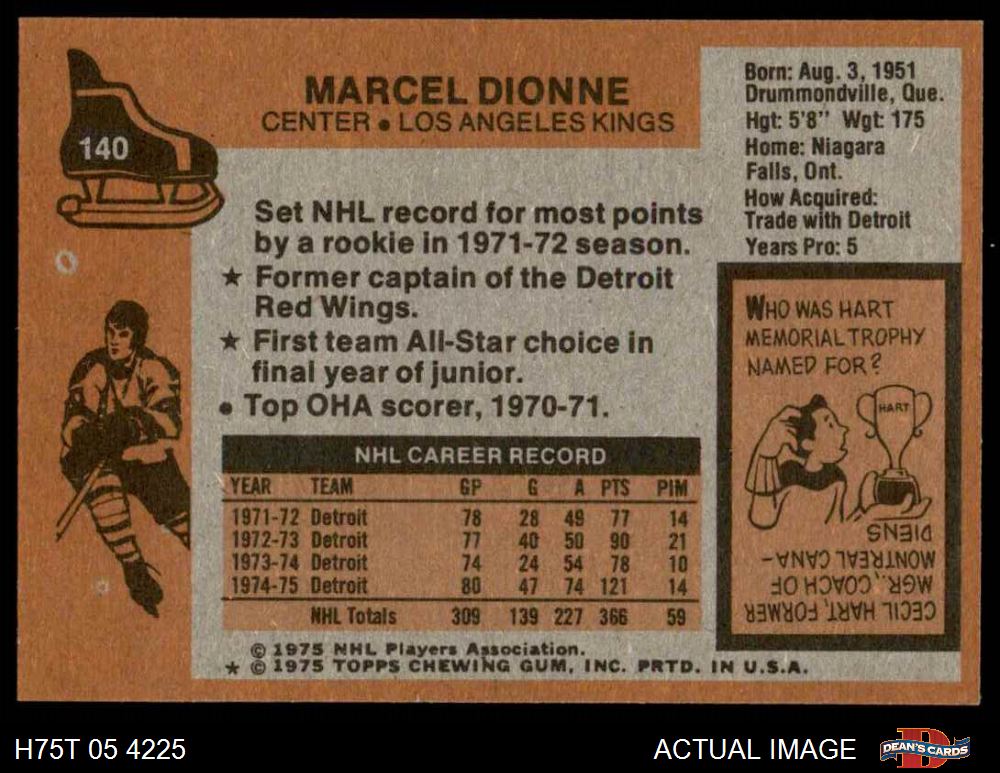 140
MARCEL DIONNE
CENTER • LOS ANGELES KINGS
Born: Aug. 3, 1951
Drummondville, Que.
Hgt: 5'8" Wgt: 175
Home: Niagara
Falls, Ont.
How Acquired:
Trade with Detroit
Years Pro: 5
Set NHL record for most points
by a rookie in 1971-72 season.
★ Former captain of the Detroit
Red Wings.
★ First team All-Star choice in
final year of junior.
• Top OHA scorer, 1970-71.
NHL CAREER RECORD
YEAR TEAM GP G A PTS PIM
1971-72 Detroit 78 28 49 77 14
1972-73 Detroit 77 40 50 90 21
1973-74 Detroit 74 24 54 78 10
1974-75 Detroit 80 47 74 121 14
NHL Totals 309 139 227 366 59
WHO WAS HART
MEMORIAL TROPHY
NAMED FOR?
HART
CECIL HART, FORMER
MGR., COACH OF
MONTREAL CANA-
DIENS
© 1975 NHL Players Association.
★ © 1975 TOPPS CHEWING GUM, INC. PRTD. IN U.S.A.
H75T 05 4225
ACTUAL IMAGE
DEAN'S CARDS